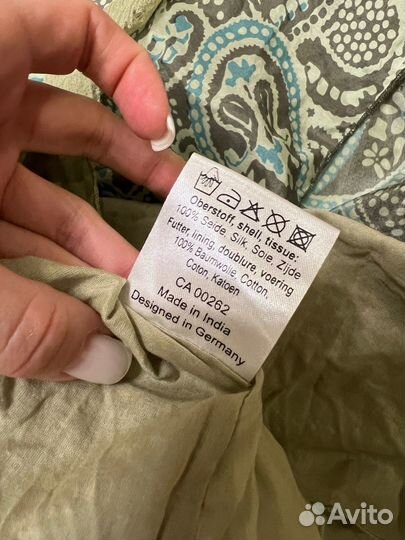 Oberstoff, shell, tissue:
100% Seide, Silk, Soie, Zijde
Futter, lining, doublure, voering
100% Baumwolle, Cotton,
Coton, Katoen
CA 00262
Made in India
Designed in Germany
Avito